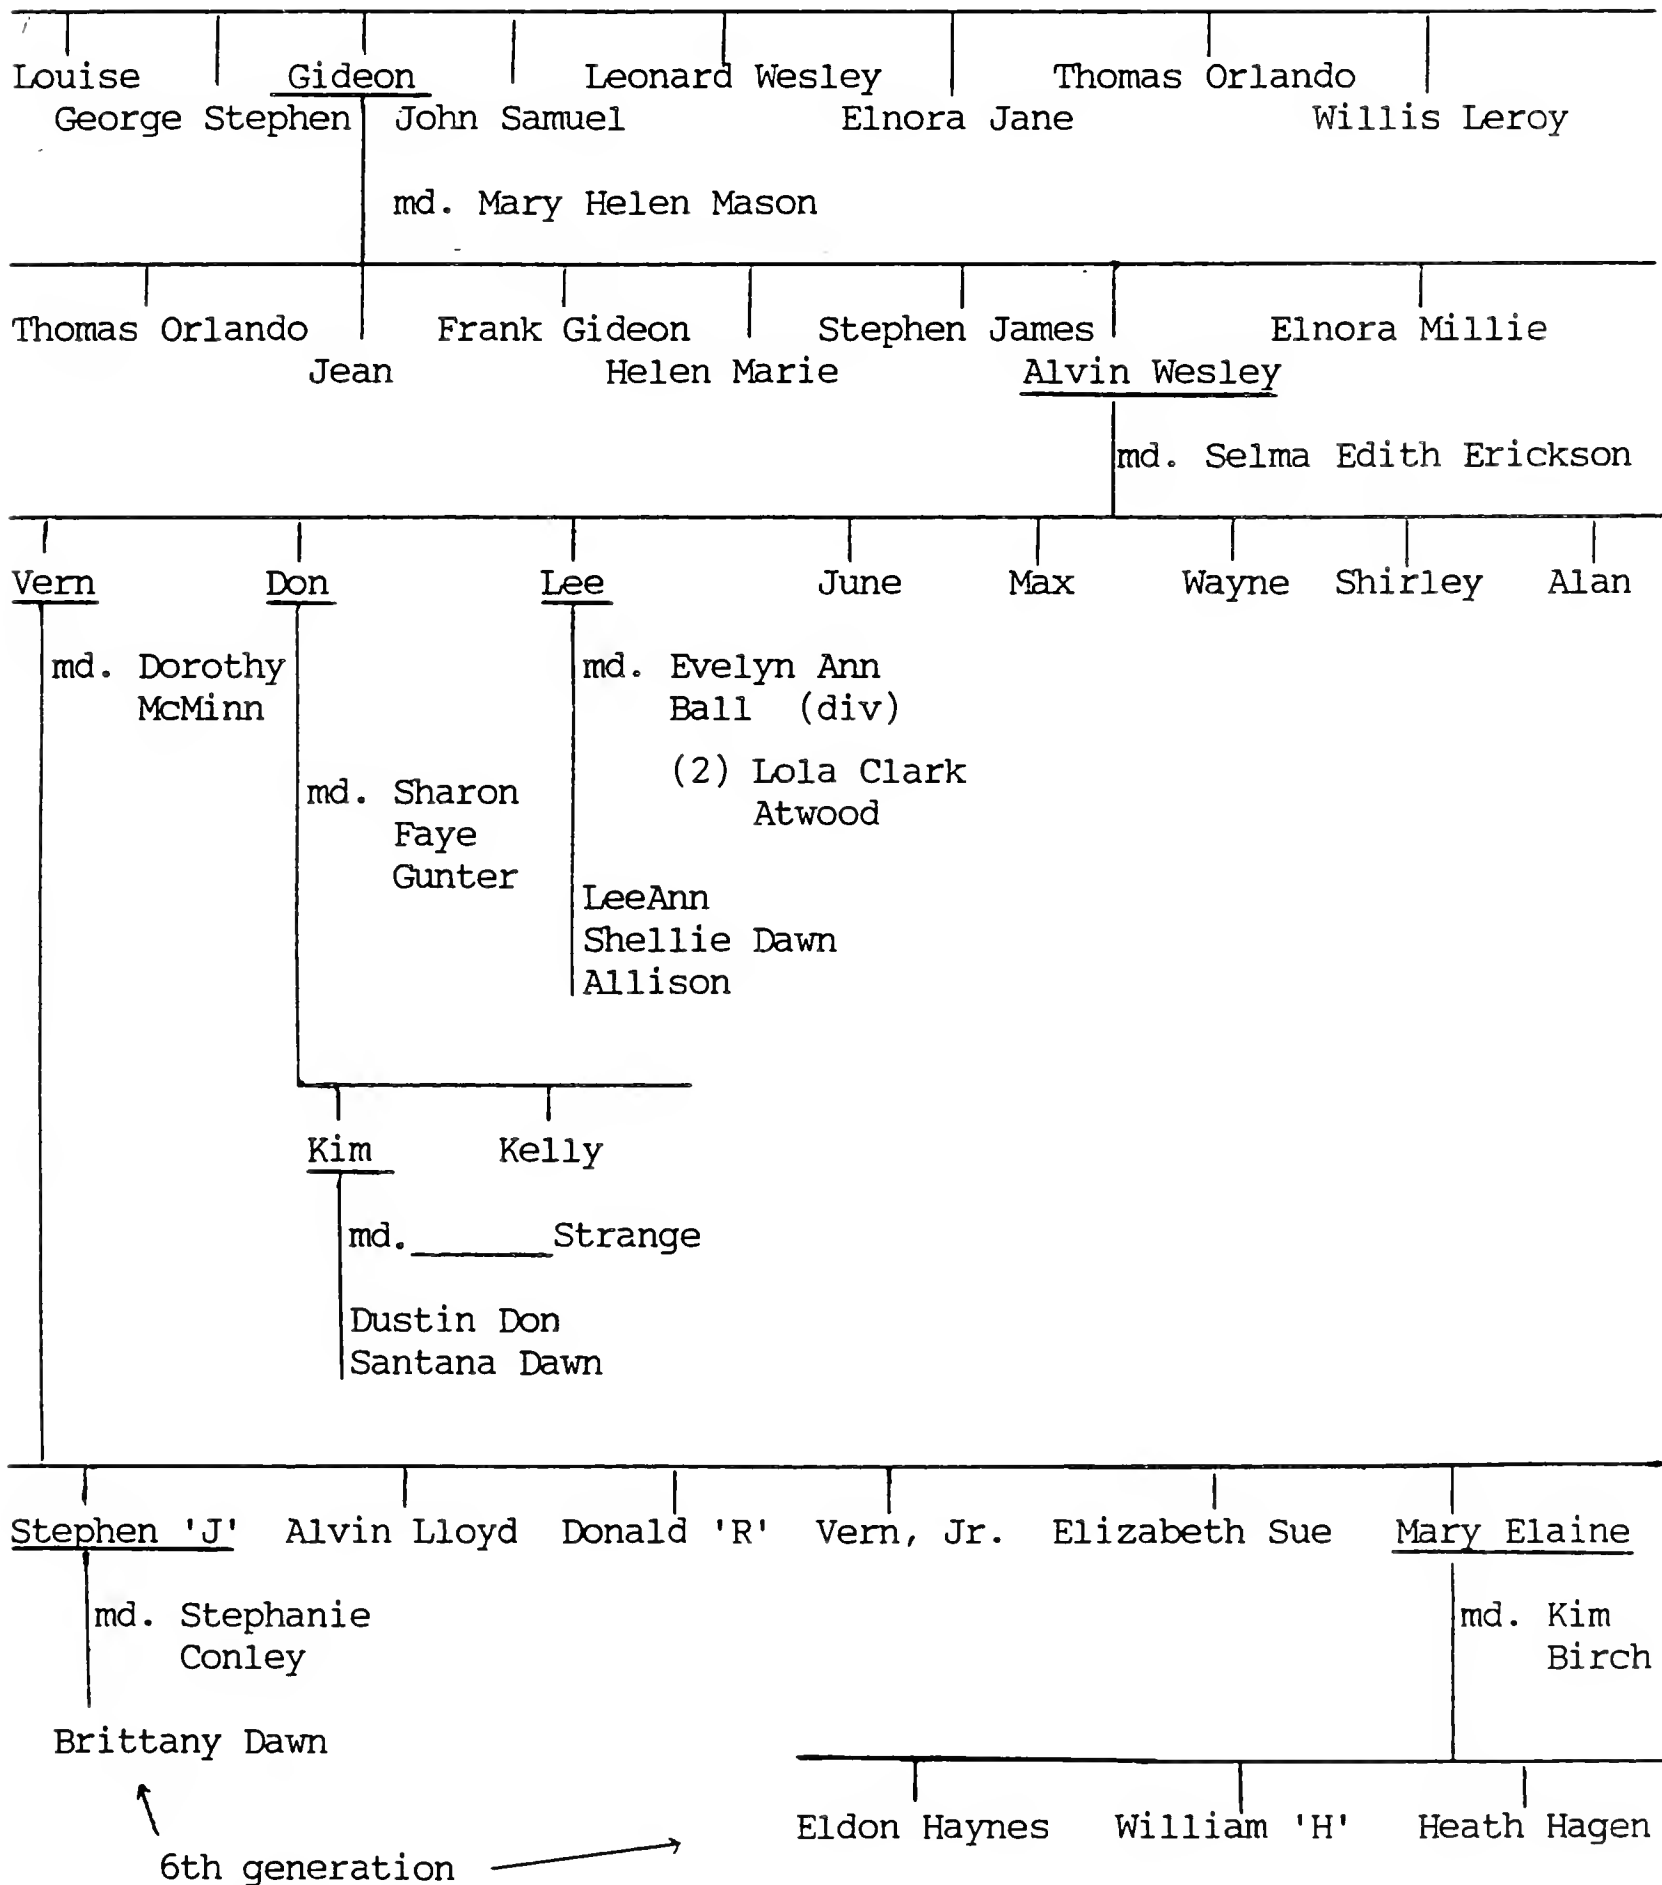 Louise Gideon Leonard Wesley Thomas Orlando
George Stephen John Samuel Elnora Jane Willis Leroy
md. Mary Helen Mason
Thomas Orlando Frank Gideon Stephen James Elnora Millie
Jean Helen Marie Alvin Wesley
md. Selma Edith Erickson
Vern Don Lee June Max Wayne Shirley Alan
md. Dorothy
McMinn
md. Evelyn Ann
Ball (div)
(2) Lola Clark
Atwood
md. Sharon
Faye
Gunter
LeeAnn
Shellie Dawn
Allison
Kim Kelly
md. ______ Strange
Dustin Don
Santana Dawn
Stephen 'J' Alvin Lloyd Donald 'R' Vern, Jr. Elizabeth Sue Mary Elaine
md. Stephanie
Conley
md. Kim
Birch
Brittany Dawn
Eldon Haynes William 'H' Heath Hagen
6th generation